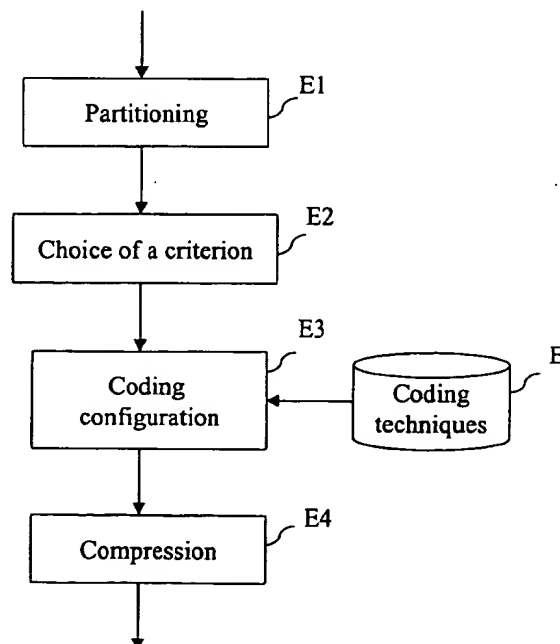 E1
Partitioning
E2
Choice of a criterion
E3
E
Coding
configuration
Coding
techniques
E4
Compression